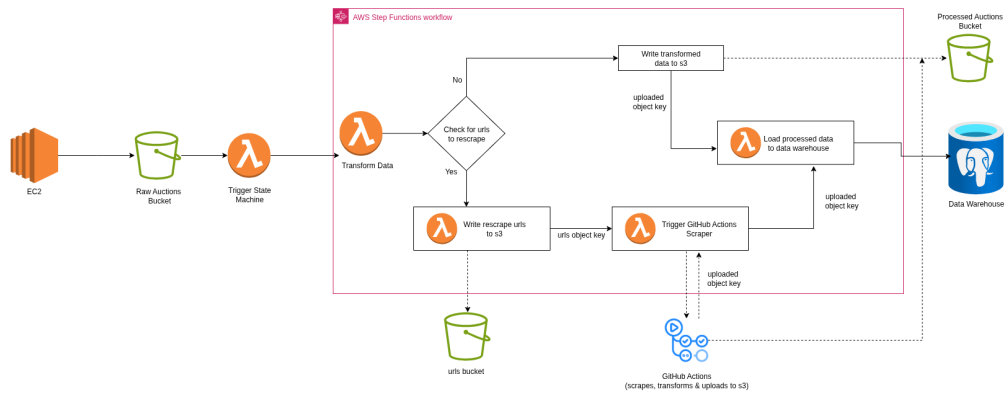 AWS Step Functions workflow
Processed Auctions
Bucket
No
Write transformed
data to s3
uploaded
object key
EC2
Raw Auctions
Bucket
Trigger State
Machine
Transform Data
Check for urls
to rescrape
Load processed data
to data warehouse
Data Warehouse
Yes
Write rescrape urls
to s3
urls object key
Trigger GitHub Actions
Scraper
uploaded
object key
uploaded
object key
urls bucket
GitHub Actions
(scrapes, transforms & uploads to s3)